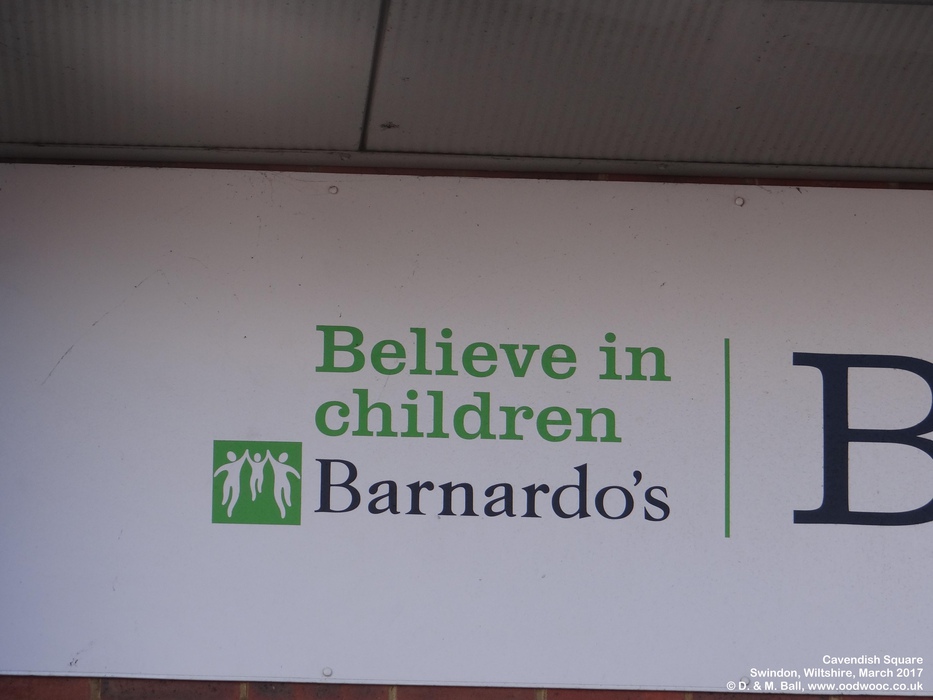 Believe in
children
Barnardo's
B
Cavendish Square
Swindon, Wiltshire, March 2017
© D. & M. Ball, www.oodwooc.co.uk